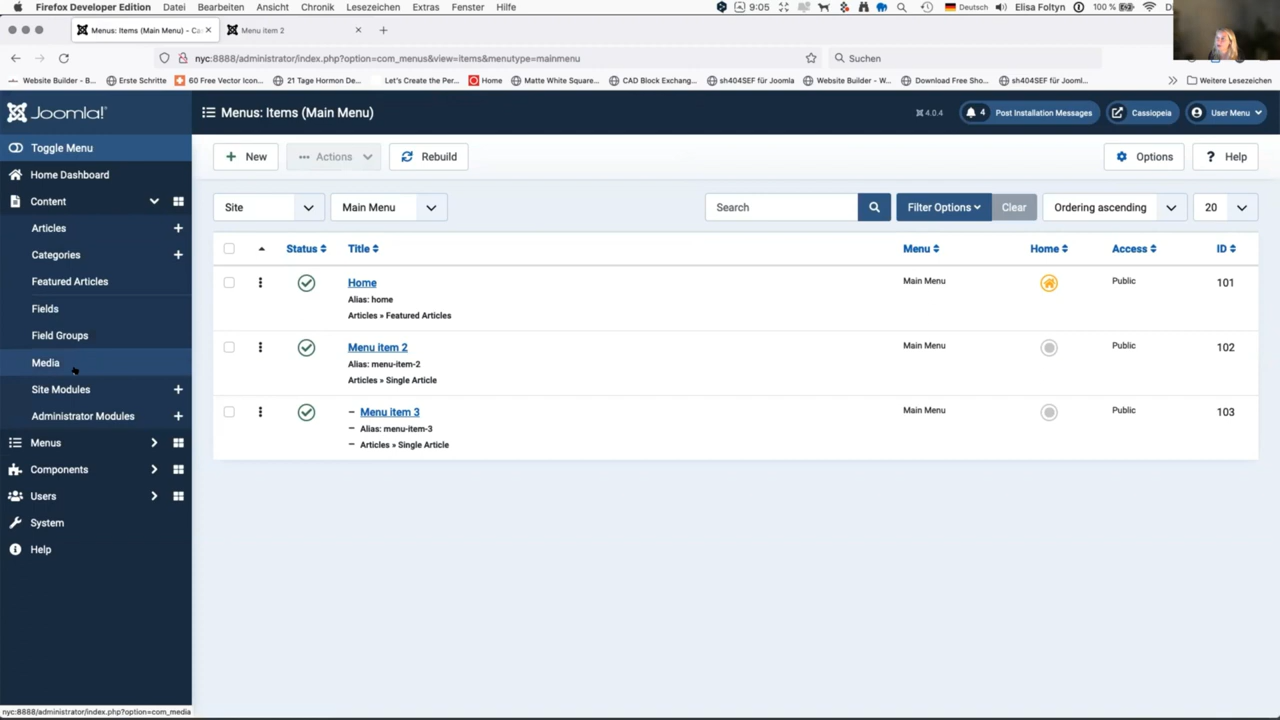 Firefox Developer Edition Datei Bearbeiten Ansicht Chronik Lesezeichen Extras Fenster Hilfe 9:05 Deutsch Elisa Foltyn 100 %
Menus: Items (Main Menu) - Ca
Menu item 2
nyc:8888/administrator/index.php?option=com_menus&view=items&menutype=mainmenu
Suchen
Website Builder - B... Erste Schritte 60 Free Vector Icon... 21 Tage Hormon De... Let's Create the Per... Home Matte White Square... CAD Block Exchang... sh404SEF für Joomla Website Builder - W... Download Free Sho... sh404SEF für Jooml... Weitere Lesezeichen
Joomla!
Menus: Items (Main Menu)
4.0.4
4 Post Installation Messages
Cassiopeia
User Menu
Toggle Menu
Home Dashboard
Content
Articles
Categories
Featured Articles
Fields
Field Groups
Media
Site Modules
Administrator Modules
Menus
Components
Users
System
Help
New
Actions
Rebuild
Options
Help
Site
Main Menu
Search
Filter Options
Clear
Ordering ascending
20
Status Title Menu Home Access ID
Home Main Menu Public 101
Alias: home
Articles » Featured Articles
Menu item 2 Main Menu Public 102
Alias: menu-item-2
Articles » Single Article
– Menu item 3 Main Menu Public 103
– Alias: menu-item-3
– Articles » Single Article
nyc:8888/administrator/index.php?option=com_media